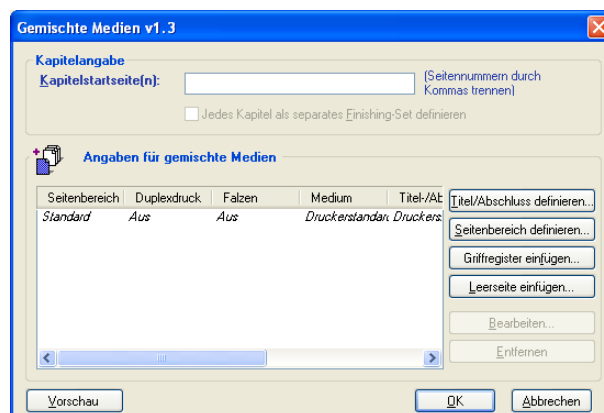 Gemischte Medien v1.3
Kapitelangabe
Kapitelstartseite(n):
(Seitennummern durch
Kommas trennen)
Jedes Kapitel als separates Finishing-Set definieren
Angaben für gemischte Medien
Seitenbereich Duplexdruck Falzen Medium Titel-/Ab
Standard Aus Aus Druckerstandar Druckers
Titel/Abschluss definieren...
Seitenbereich definieren...
Griffregister einfügen...
Leerseite einfügen...
Bearbeiten...
Entfernen
Vorschau OK Abbrechen